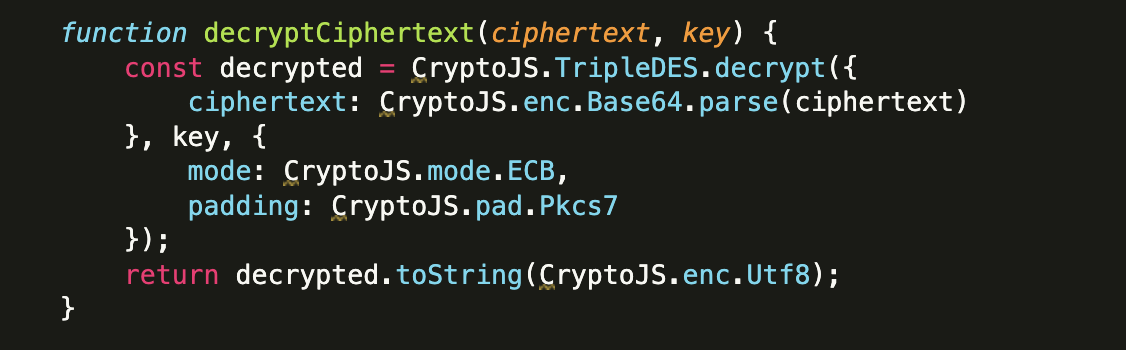 function decryptCiphertext(ciphertext, key) {
    const decrypted = CryptoJS.TripleDES.decrypt({
        ciphertext: CryptoJS.enc.Base64.parse(ciphertext)
    }, key, {
        mode: CryptoJS.mode.ECB,
        padding: CryptoJS.pad.Pkcs7
    });
    return decrypted.toString(CryptoJS.enc.Utf8);
}